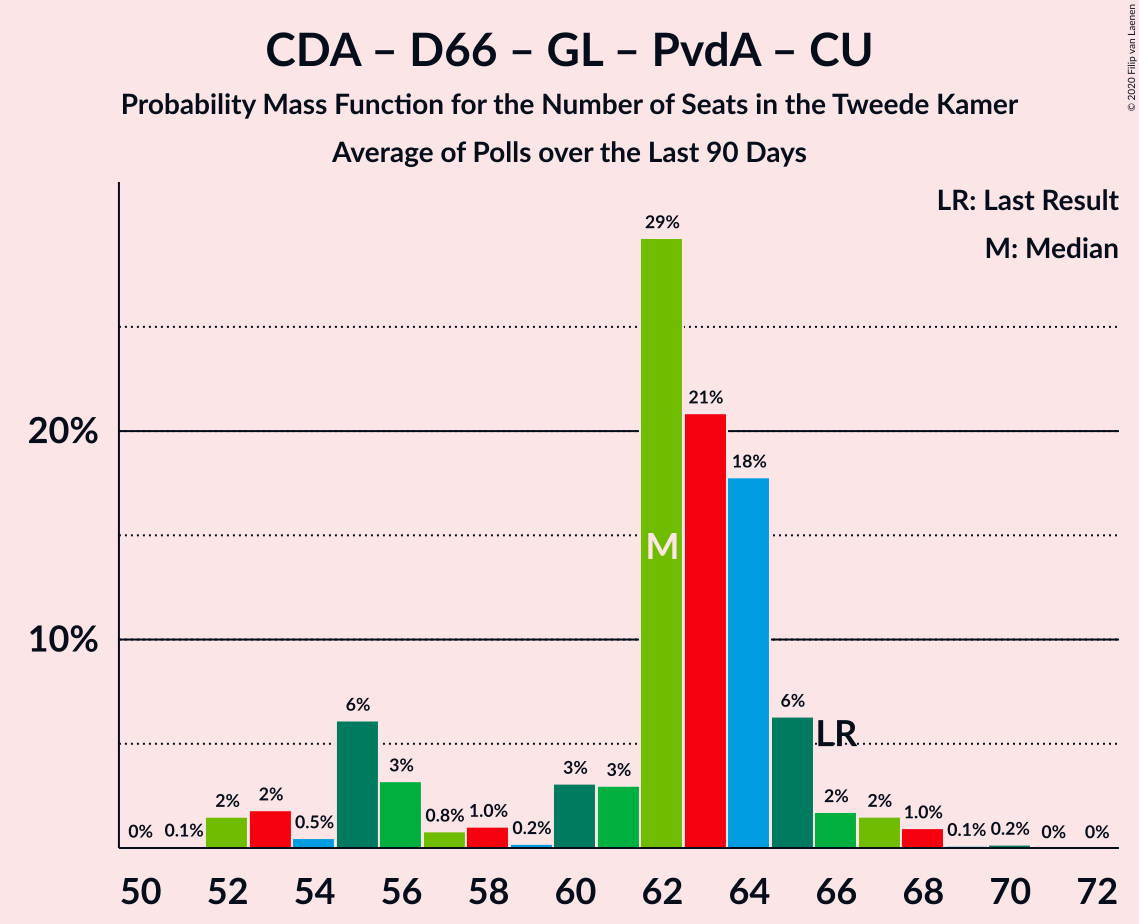 CDA – D66 – GL – PvdA – CU
Probability Mass Function for the Number of Seats in the Tweede Kamer
Average of Polls over the Last 90 Days
© 2020 Filip van Laenen
LR: Last Result
M: Median
29%
21%
20%
18%
M
10%
6%
6%
LR
3%
3%
3%
2%
2%
2%
2%
0%
0.1%
0.5%
0.8%
1.0%
0.2%
1.0%
0.1%
0.2%
0%
0%
50 52 54 56 58 60 62 64 66 68 70 72